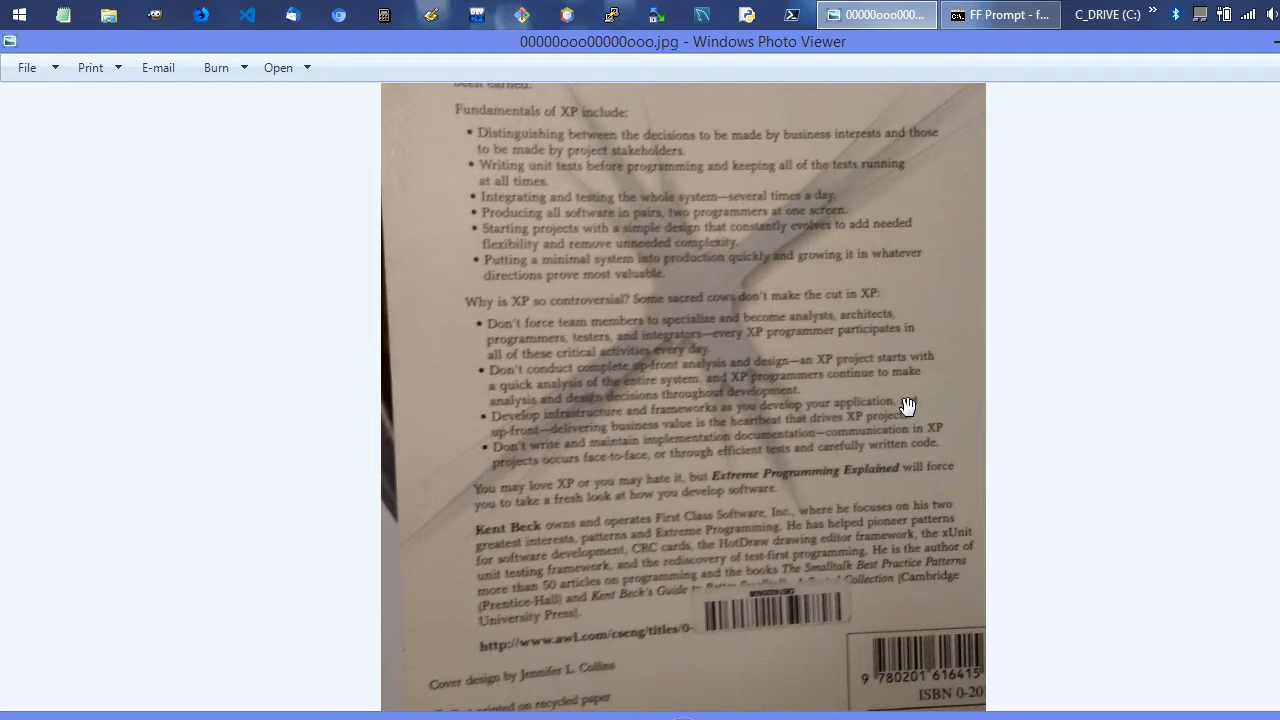 00000ooo000...
FF Prompt - f...
C_DRIVE (C:)
00000ooo00000ooo.jpg - Windows Photo Viewer
File Print E-mail Burn Open
been earned.
Fundamentals of XP include:
• Distinguishing between the decisions to be made by business interests and those
to be made by project stakeholders.
• Writing unit tests before programming and keeping all of the tests running
at all times.
• Integrating and testing the whole system—several times a day.
• Producing all software in pairs, two programmers at one screen.
• Starting projects with a simple design that constantly evolves to add needed
flexibility and remove unneeded complexity.
• Putting a minimal system into production quickly and growing it in whatever
directions prove most valuable.
Why is XP so controversial? Some sacred cows don't make the cut in XP:
• Don't force team members to specialize and become analysts, architects,
programmers, testers, and integrators—every XP programmer participates in
all of these critical activities every day.
• Don't conduct complete up-front analysis and design—an XP project starts with
a quick analysis of the entire system, and XP programmers continue to make
analysis and design decisions throughout development.
• Develop infrastructure and frameworks as you develop your application,
up-front—delivering business value is the heartbeat that drives XP projects.
• Don't write and maintain implementation documentation—communication in XP
projects occurs face-to-face, or through efficient tests and carefully written code.
You may love XP or you may hate it, but Extreme Programming Explained will force
you to take a fresh look at how you develop software.
Kent Beck owns and operates First Class Software, Inc., where he focuses on his two
greatest interests, patterns and Extreme Programming. He has helped pioneer patterns
for software development, CRC cards, the HotDraw drawing editor framework, the xUnit
unit testing framework, and the rediscovery of test-first programming. He is the author of
more than 50 articles on programming and the books The Smalltalk Best Practice Patterns
(Prentice-Hall) and Kent Beck's Guide to Better Smalltalk: A Sorted Collection (Cambridge
University Press).
http://www.awl.com/cseng/titles/0-
Cover design by Jennifer L. Collins
printed on recycled paper
9 780201 616415
ISBN 0-20